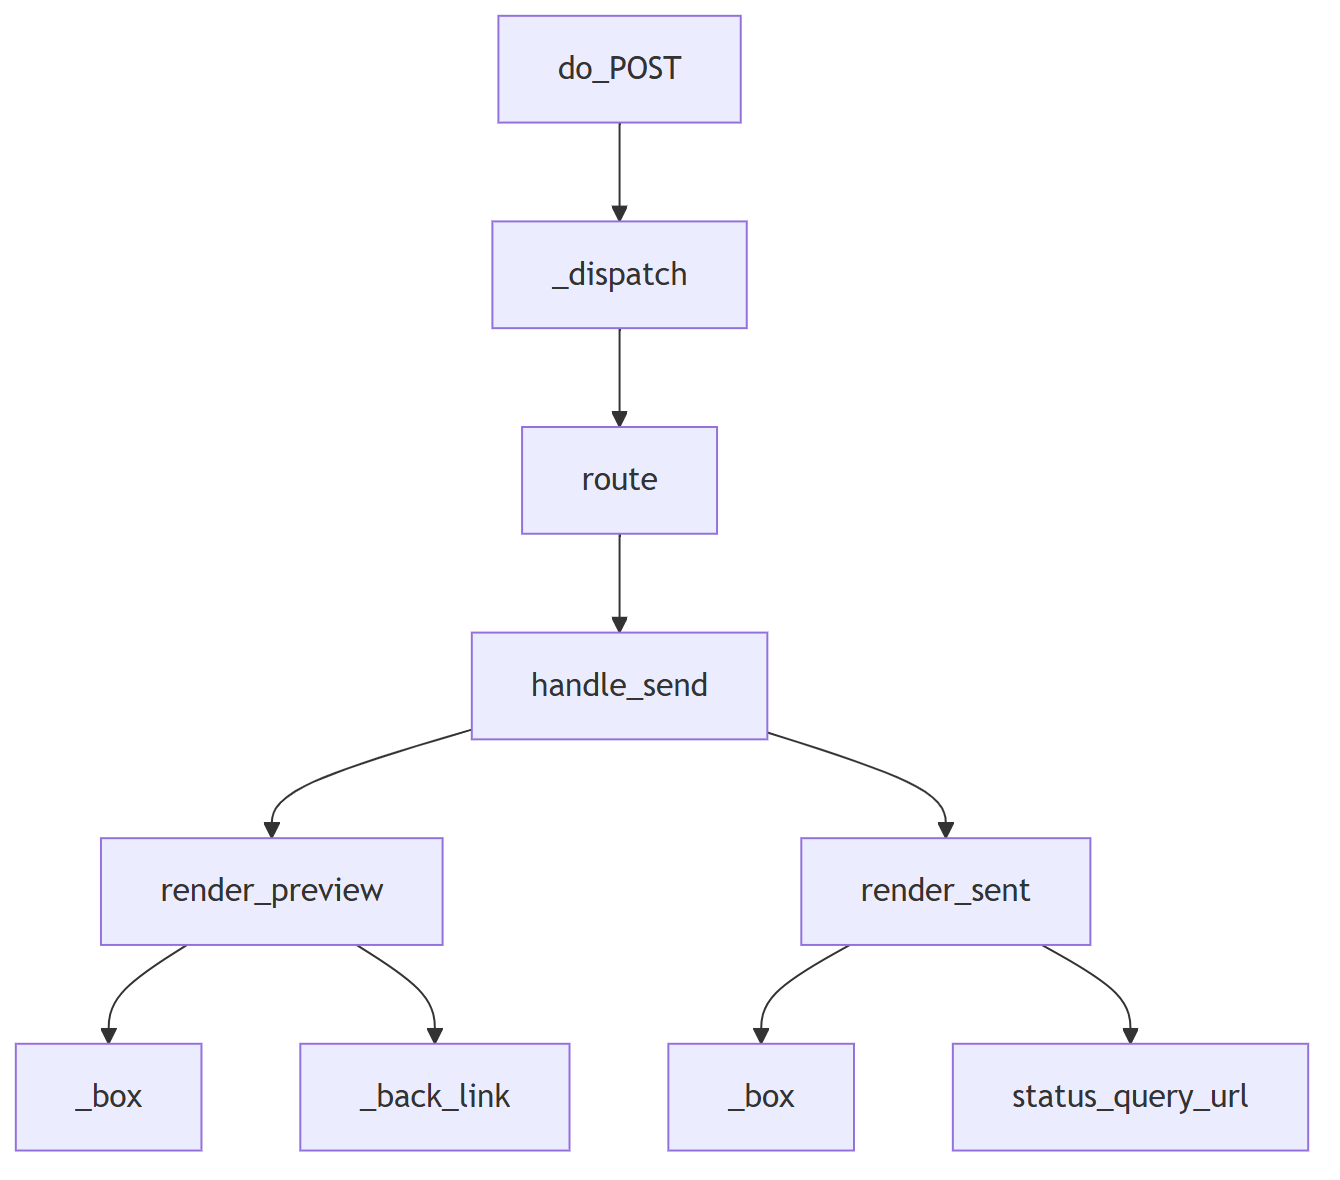 do_POST
_dispatch
route
handle_send
render_preview
render_sent
_box
_back_link
_box
status_query_url